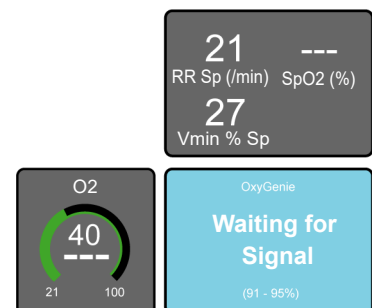 21 ---
RR Sp (/min) SpO2 (%)
27
Vmin % Sp
O2
40
---
21 100
OxyGenie
Waiting for
Signal
(91 - 95%)